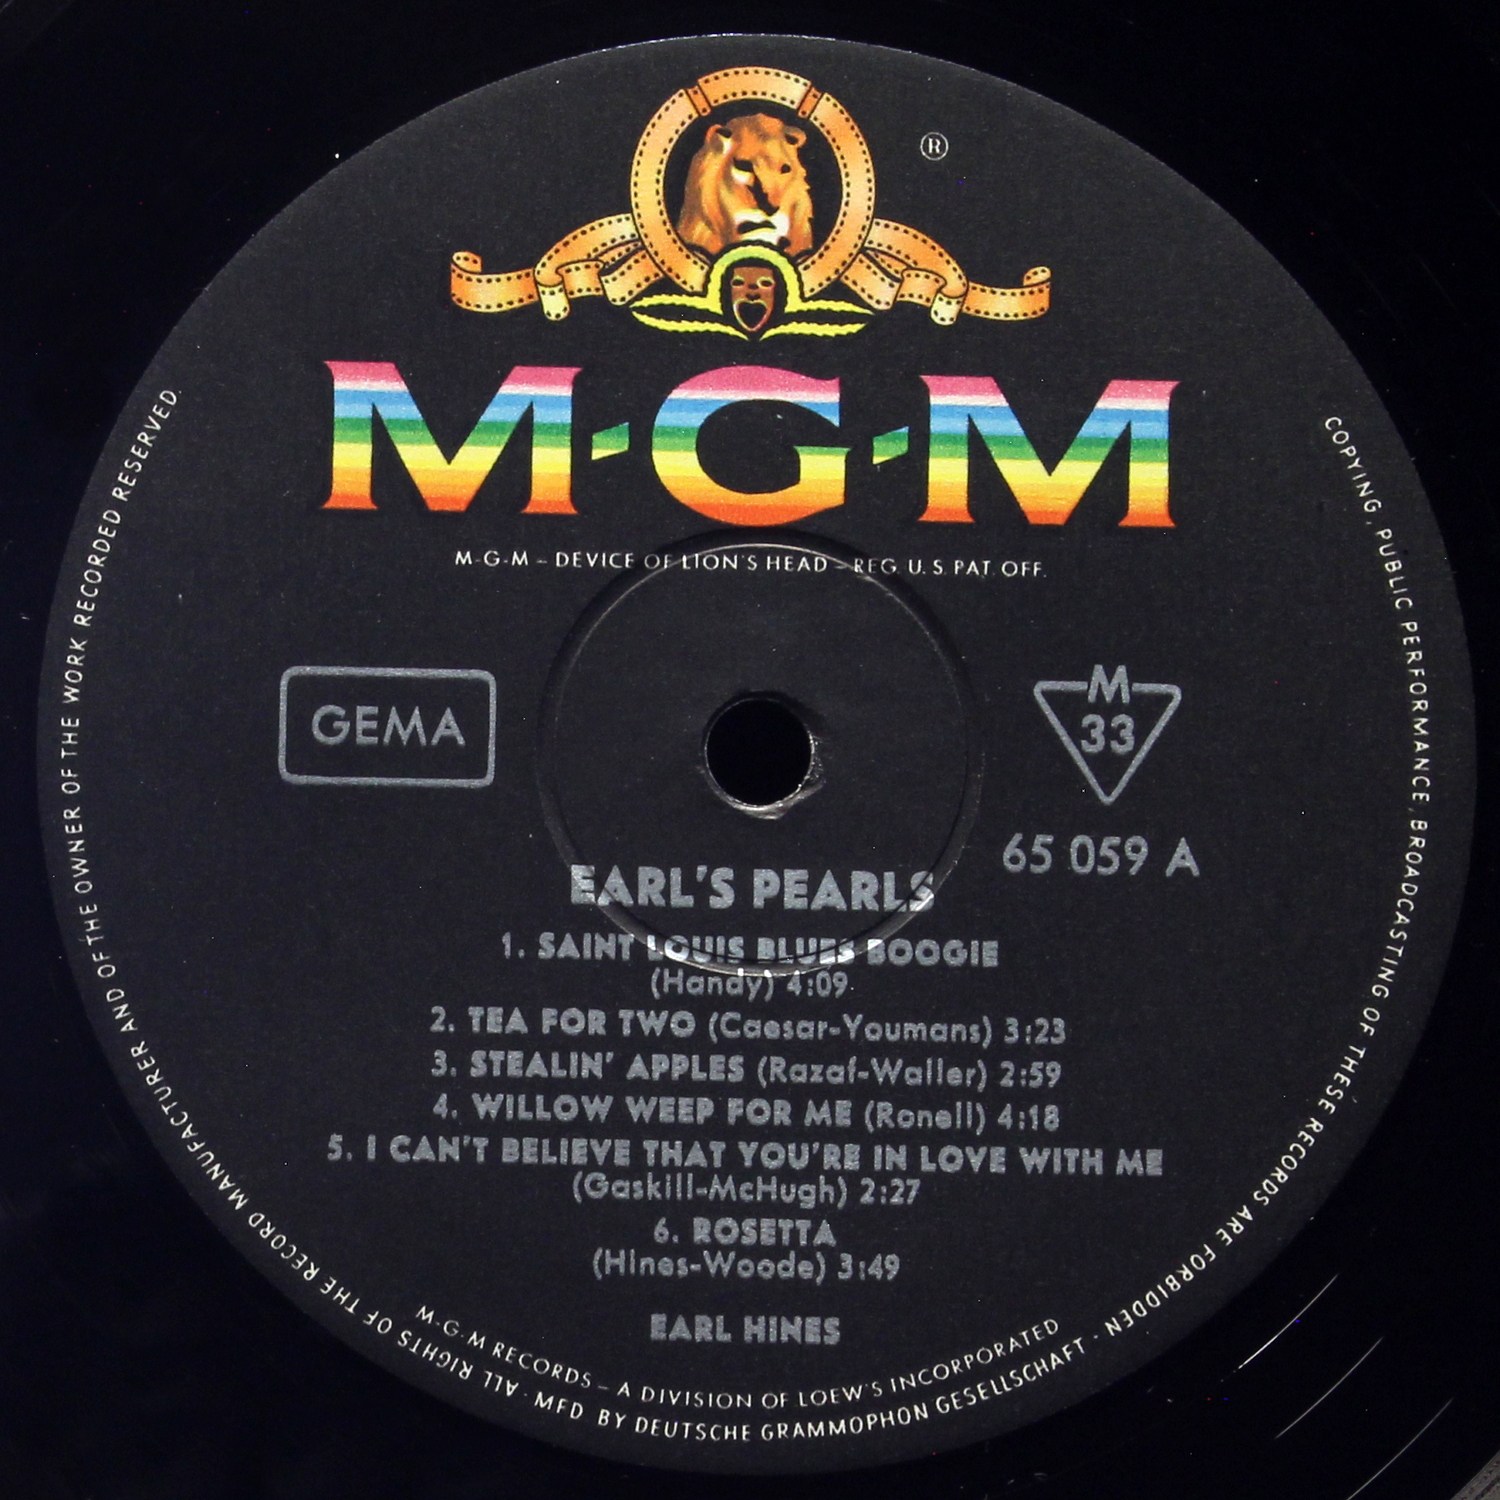 ®
M·G·M
M-G-M – DEVICE OF LION'S HEAD – REG. U.S. PAT. OFF.
GEMA
M
33
65 059 A
EARL'S PEARLS
1. SAINT LOUIS BLUES BOOGIE
(Handy) 4:09
2. TEA FOR TWO (Caesar-Youmans) 3:23
3. STEALIN' APPLES (Razaf-Waller) 2:59
4. WILLOW WEEP FOR ME (Ronell) 4:18
5. I CAN'T BELIEVE THAT YOU'RE IN LOVE WITH ME
(Gaskill-McHugh) 2:27
6. ROSETTA
(Hines-Woode) 3:49
EARL HINES
M-G-M RECORDS – A DIVISION OF LOEW'S INCORPORATED
MFD BY DEUTSCHE GRAMMOPHON GESELLSCHAFT · ALL RIGHTS OF THE RECORD MANUFACTURER AND OF THE OWNER OF THE WORK RECORDED RESERVED.
COPYING, PUBLIC PERFORMANCE, BROADCASTING OF THESE RECORDS ARE FORBIDDEN ·